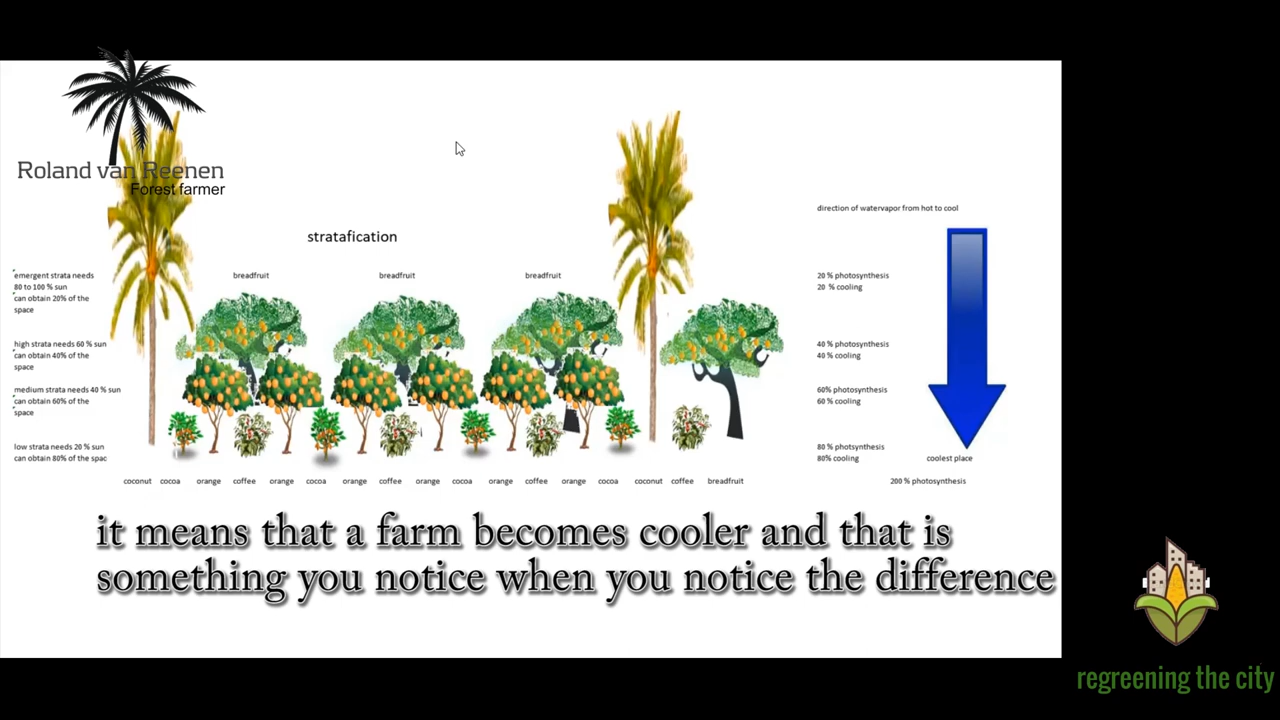 Roland van Reenen
Forest farmer
direction of watervapor from hot to cool
stratafication
emergent strata needs
80 to 100 % sun
can obtain 20% of the
space
breadfruit
breadfruit
breadfruit
20 % photosynthesis
20 % cooling
high strata needs 60 % sun
can obtain 40% of the
space
40 % photosynthesis
40 % cooling
medium strata needs 40 % sun
can obtain 60% of the
space
60% photosynthesis
60 % cooling
low strata needs 20 % sun
can obtain 80% of the spac
80 % photsynthesis
80% cooling
coolest place
coconut cocoa orange coffee orange cocoa orange coffee orange cocoa orange coffee orange cocoa coconut coffee breadfruit
200 % photosynthesis
it means that a farm becomes cooler and that is
something you notice when you notice the difference
regreening the city